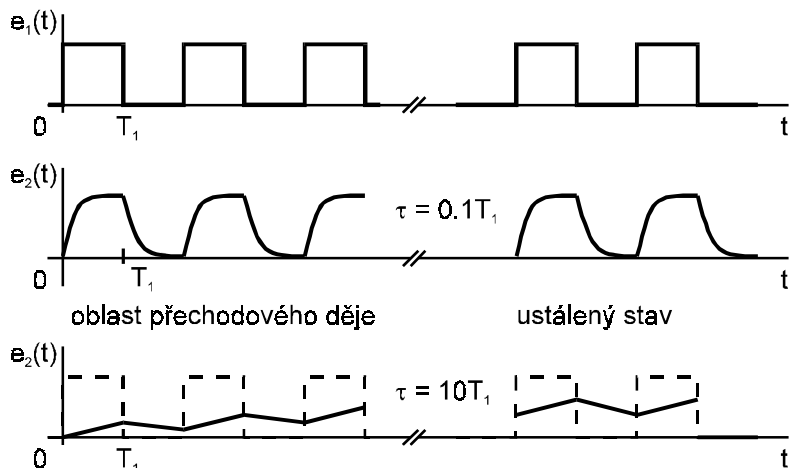 e₁(t)
0 T₁ t
e₂(t)
τ = 0.1T₁
0 T₁ t
oblast přechodového děje ustálený stav
e₂(t)
τ = 10T₁
0 T₁ t